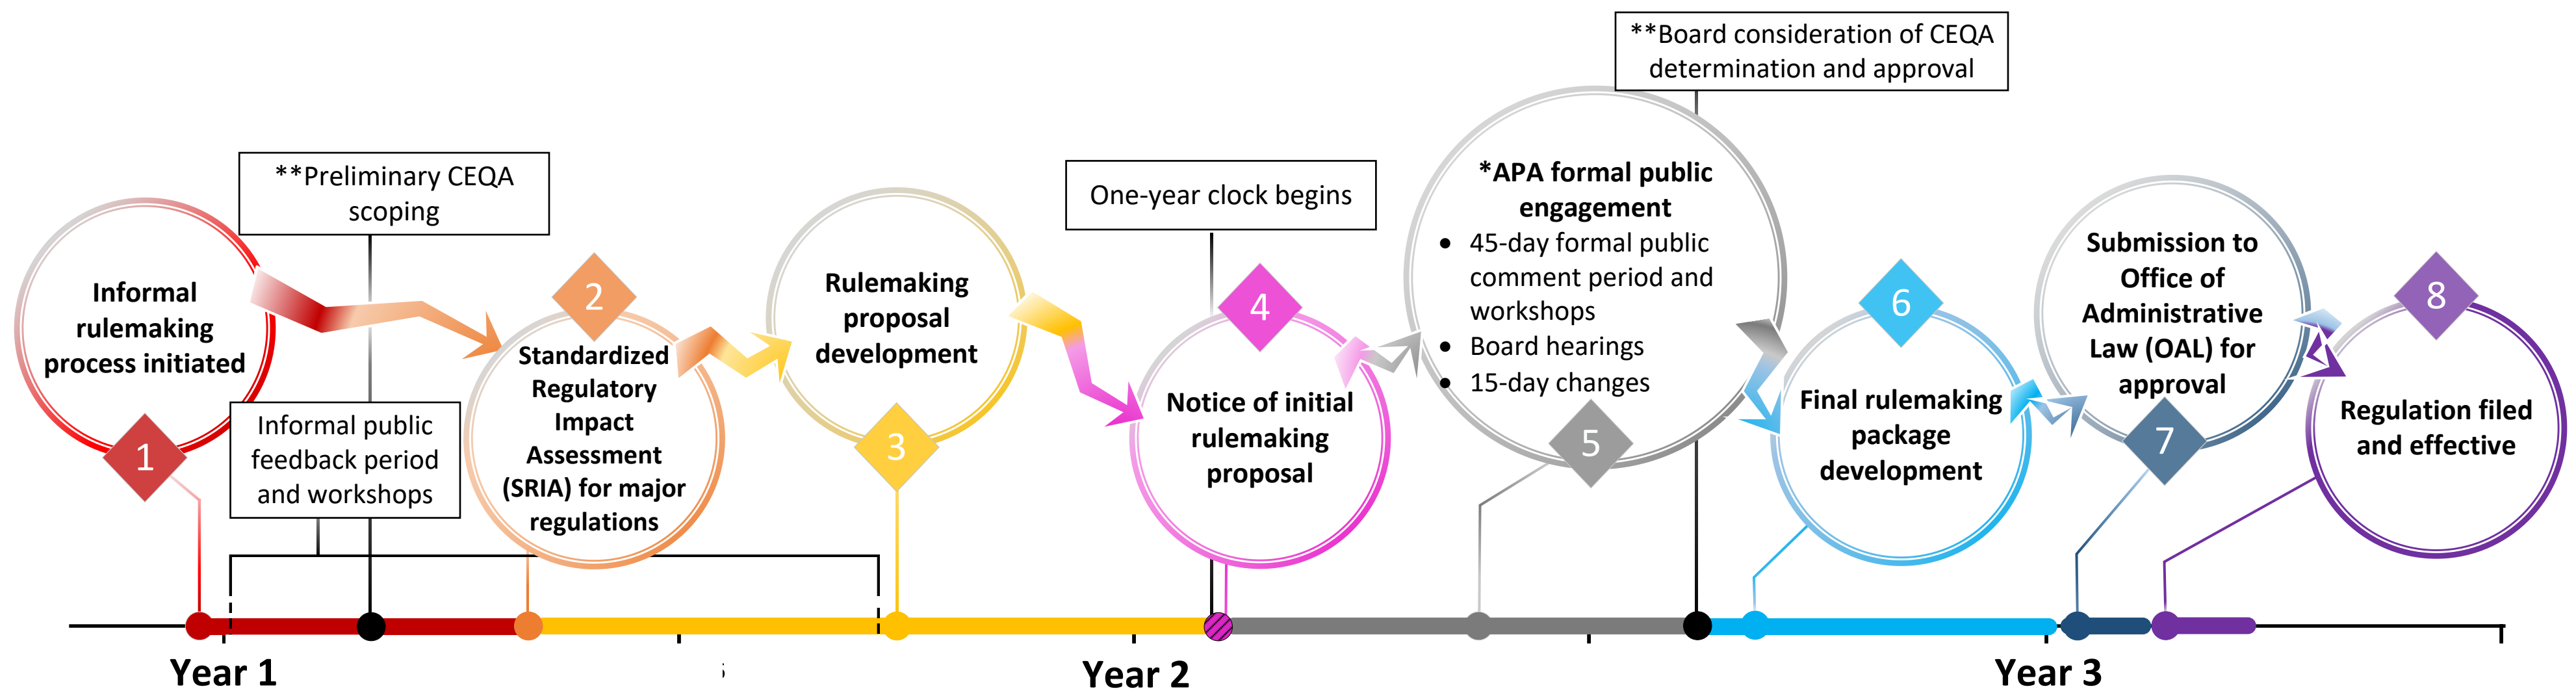 Informal
rulemaking
process initiated
1
**Preliminary CEQA
scoping
Informal public
feedback period
and workshops
2
Standardized
Regulatory
Impact
Assessment
(SRIA) for major
regulations
Rulemaking
proposal
development
3
One-year clock begins
4
Notice of initial
rulemaking
proposal
*APA formal public
engagement
• 45-day formal public
comment period and
workshops
• Board hearings
• 15-day changes
5
**Board consideration of CEQA
determination and approval
6
Final rulemaking
package
development
Submission to
Office of
Administrative
Law (OAL) for
approval
7
8
Regulation filed
and effective
Year 1
Year 2
Year 3